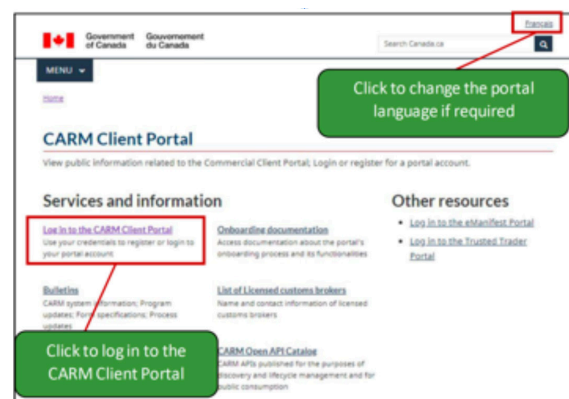 Français
Government of Canada
Gouvernement du Canada
Search Canada.ca
MENU
Click to change the portal language if required
Home
CARM Client Portal
View public information related to the Commercial Client Portal; Login or register for a portal account.
Services and information
Other resources
Log in to the CARM Client Portal
Use your credentials to register or login to
your portal account
Onboarding documentation
Access documentation about the portal's
onboarding process and its functionalities
Log in to the eManifest Portal
Log in to the Trusted Trader
Portal
Bulletins
CARM system information; Program
updates; Form specifications; Process
updates
List of Licensed customs brokers
Name and contact information of licensed
customs brokers
Click to log in to the
CARM Client Portal
CARM Open API Catalog
CARM APIs published for the purposes of
discovery and lifecycle management and for
public consumption